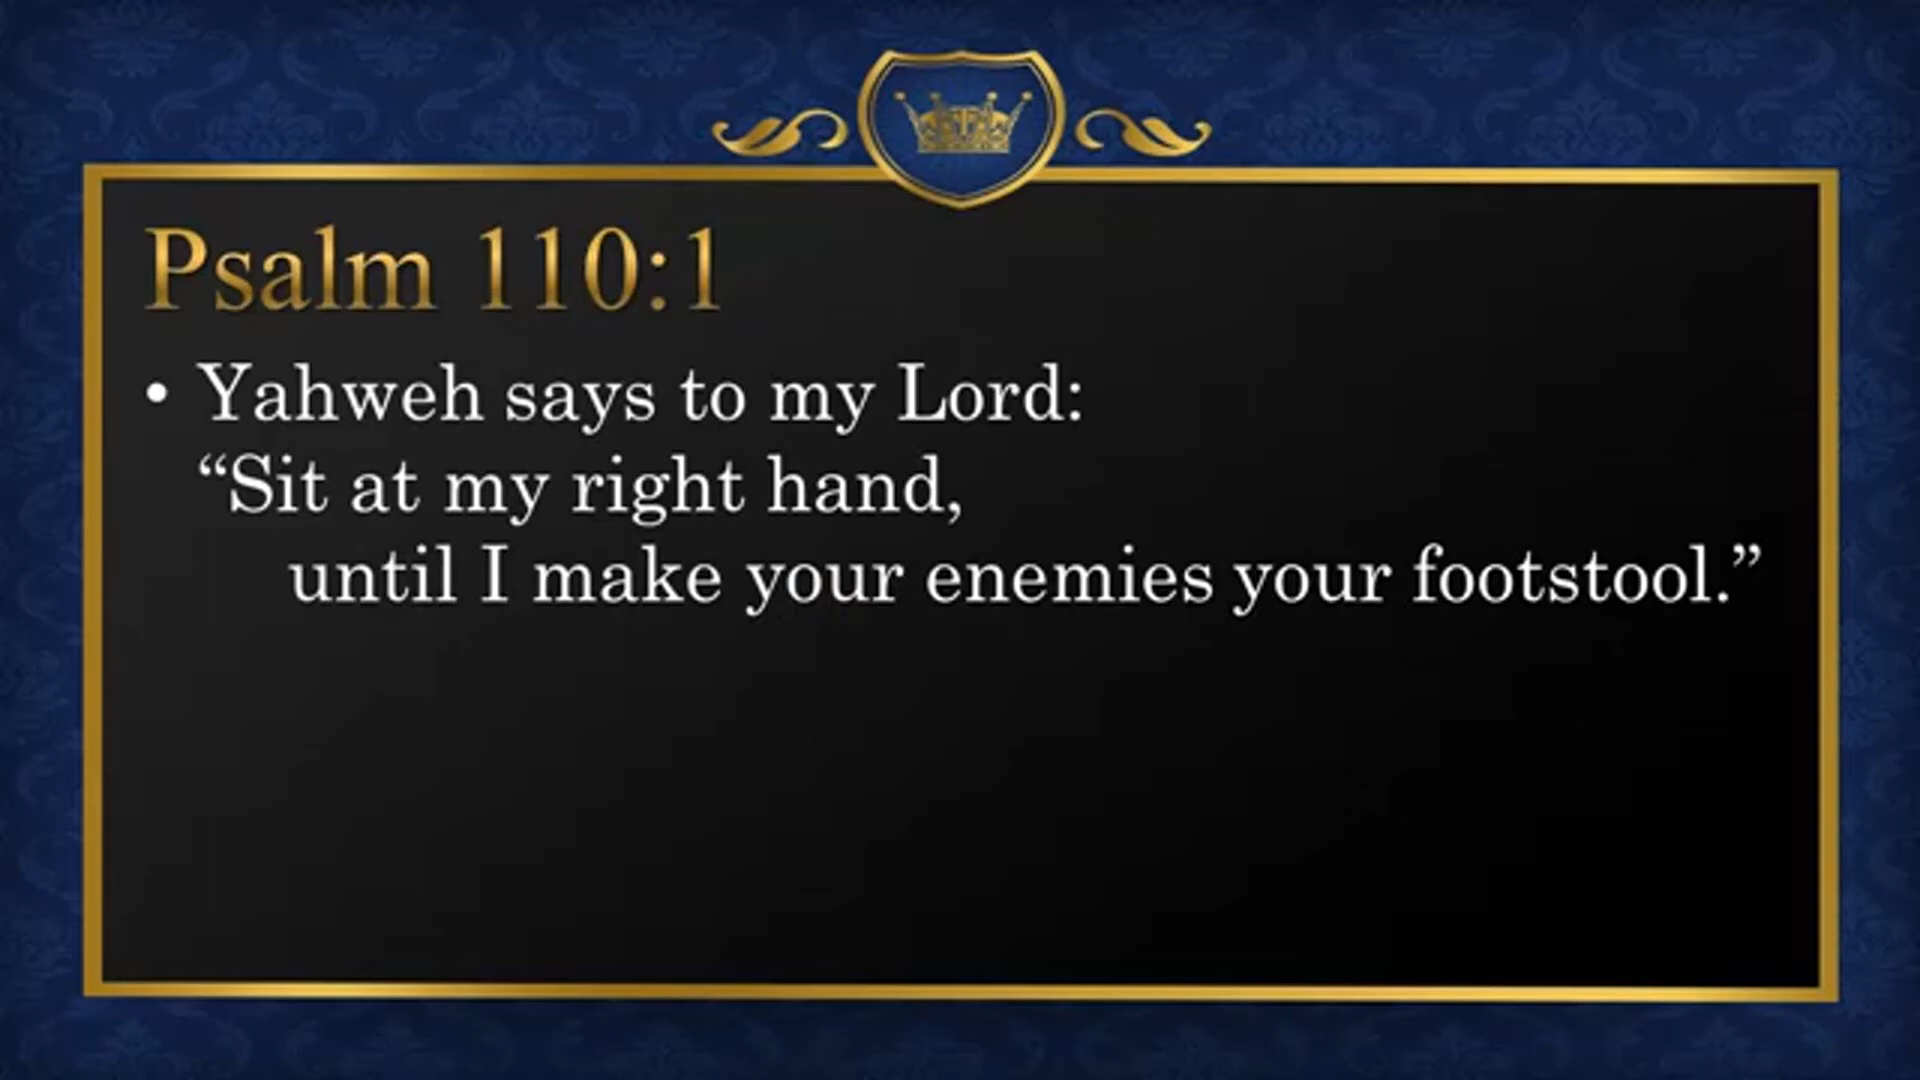 Psalm 110:1
• Yahweh says to my Lord:
“Sit at my right hand,
until I make your enemies your footstool.”